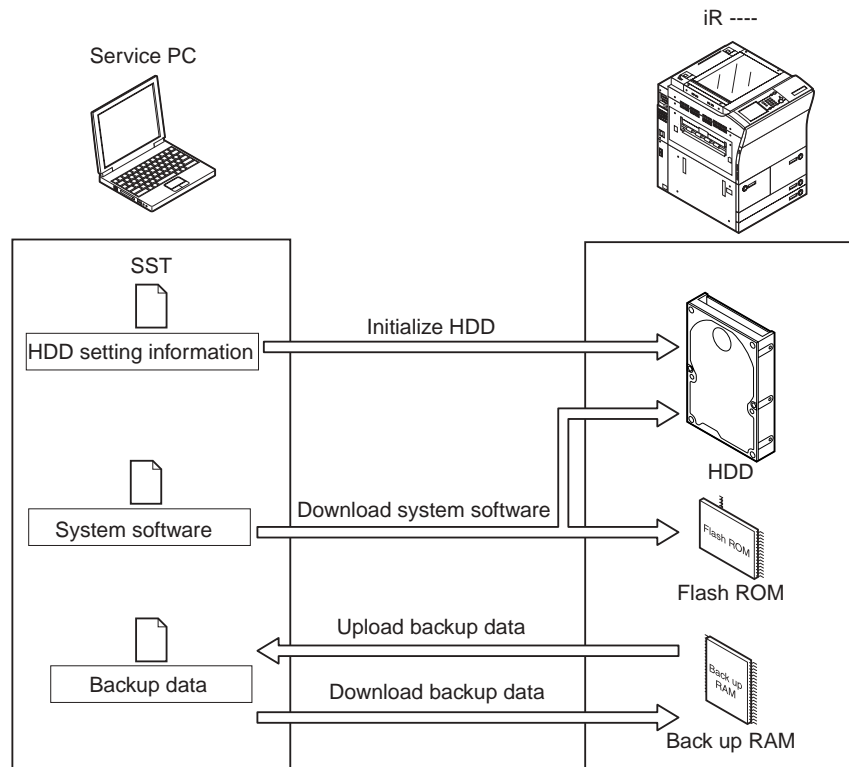 iR ----
Service PC
SST
HDD setting information
Initialize HDD
HDD
System software
Download system software
Flash ROM
Flash ROM
Upload backup data
Backup data
Download backup data
Back up
RAM
Back up RAM